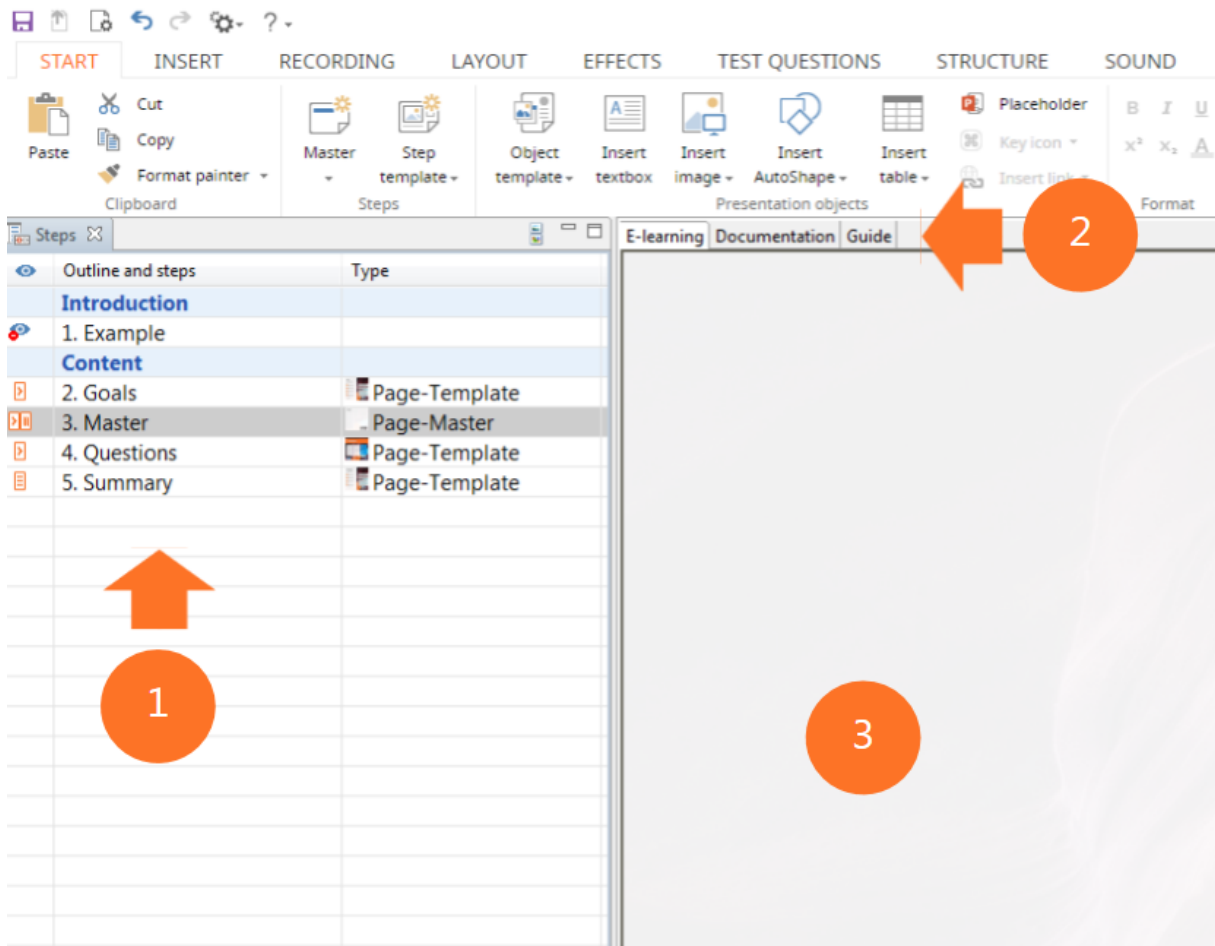 ?
START INSERT RECORDING LAYOUT EFFECTS TEST QUESTIONS STRUCTURE SOUND
Paste
Cut
Copy
Format painter
Clipboard
Master
Step
template
Steps
Object
template
Insert
textbox
Insert
image
Insert
AutoShape
Insert
table
Placeholder
Key icon
Insert link
Presentation objects
B I U
x² x₂ A
Format
Steps
E-learning Documentation Guide
2
Outline and steps Type
Introduction
1. Example
Content
2. Goals Page-Template
3. Master Page-Master
4. Questions Page-Template
5. Summary Page-Template
1
3